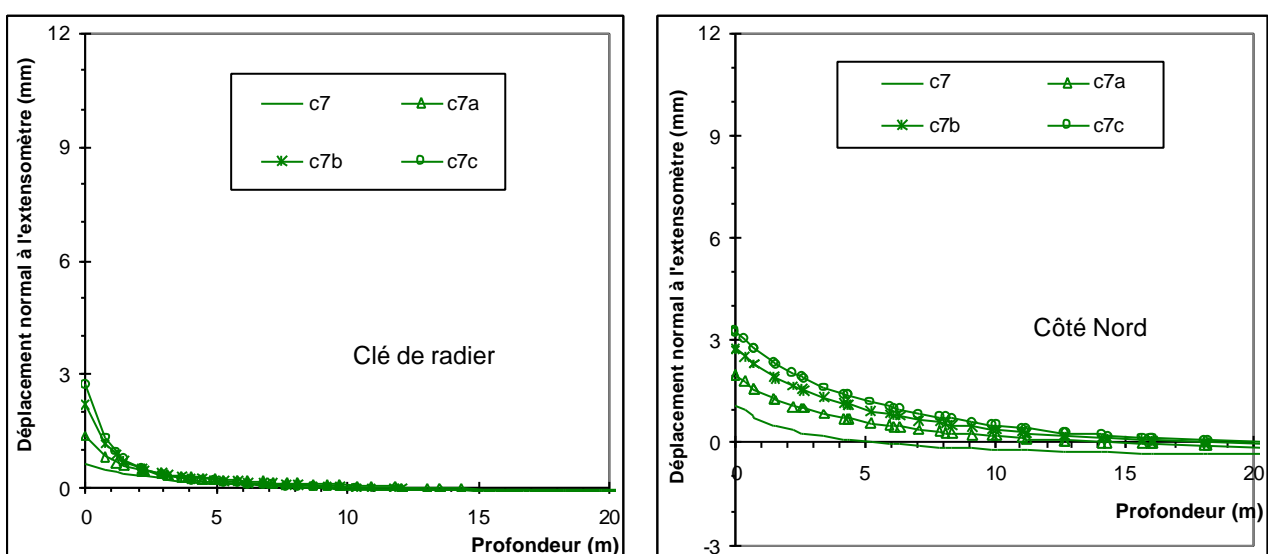 Déplacement normal à l'extensomètre (mm)
12
9
6
3
0
c7
c7a
c7b
c7c
Clé de radier
0
5
10
15
20
Profondeur (m)
Déplacement normal à l'extensomètre (mm)
12
9
6
3
0
-3
c7
c7a
c7b
c7c
Côté Nord
0
5
10
15
20
Profondeur (m)